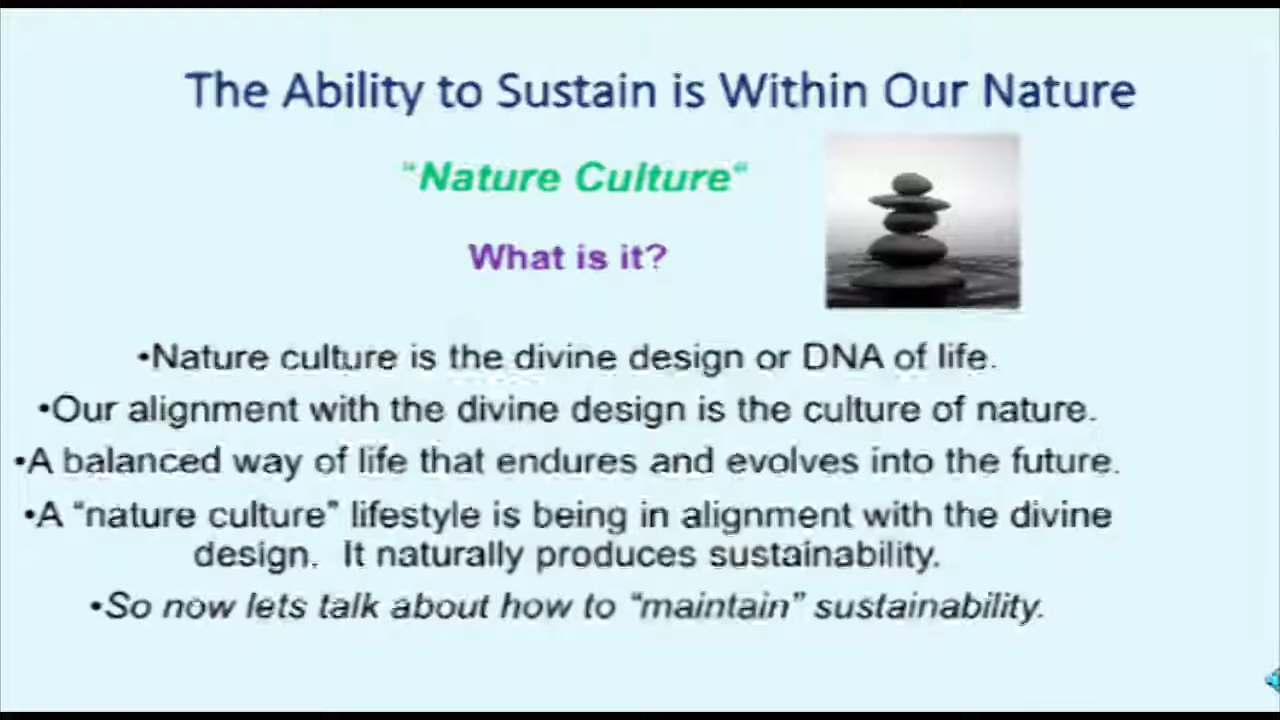 The Ability to Sustain is Within Our Nature
"Nature Culture"
What is it?
•Nature culture is the divine design or DNA of life.
•Our alignment with the divine design is the culture of nature.
•A balanced way of life that endures and evolves into the future.
•A "nature culture" lifestyle is being in alignment with the divine
design. It naturally produces sustainability.
•So now lets talk about how to "maintain" sustainability.